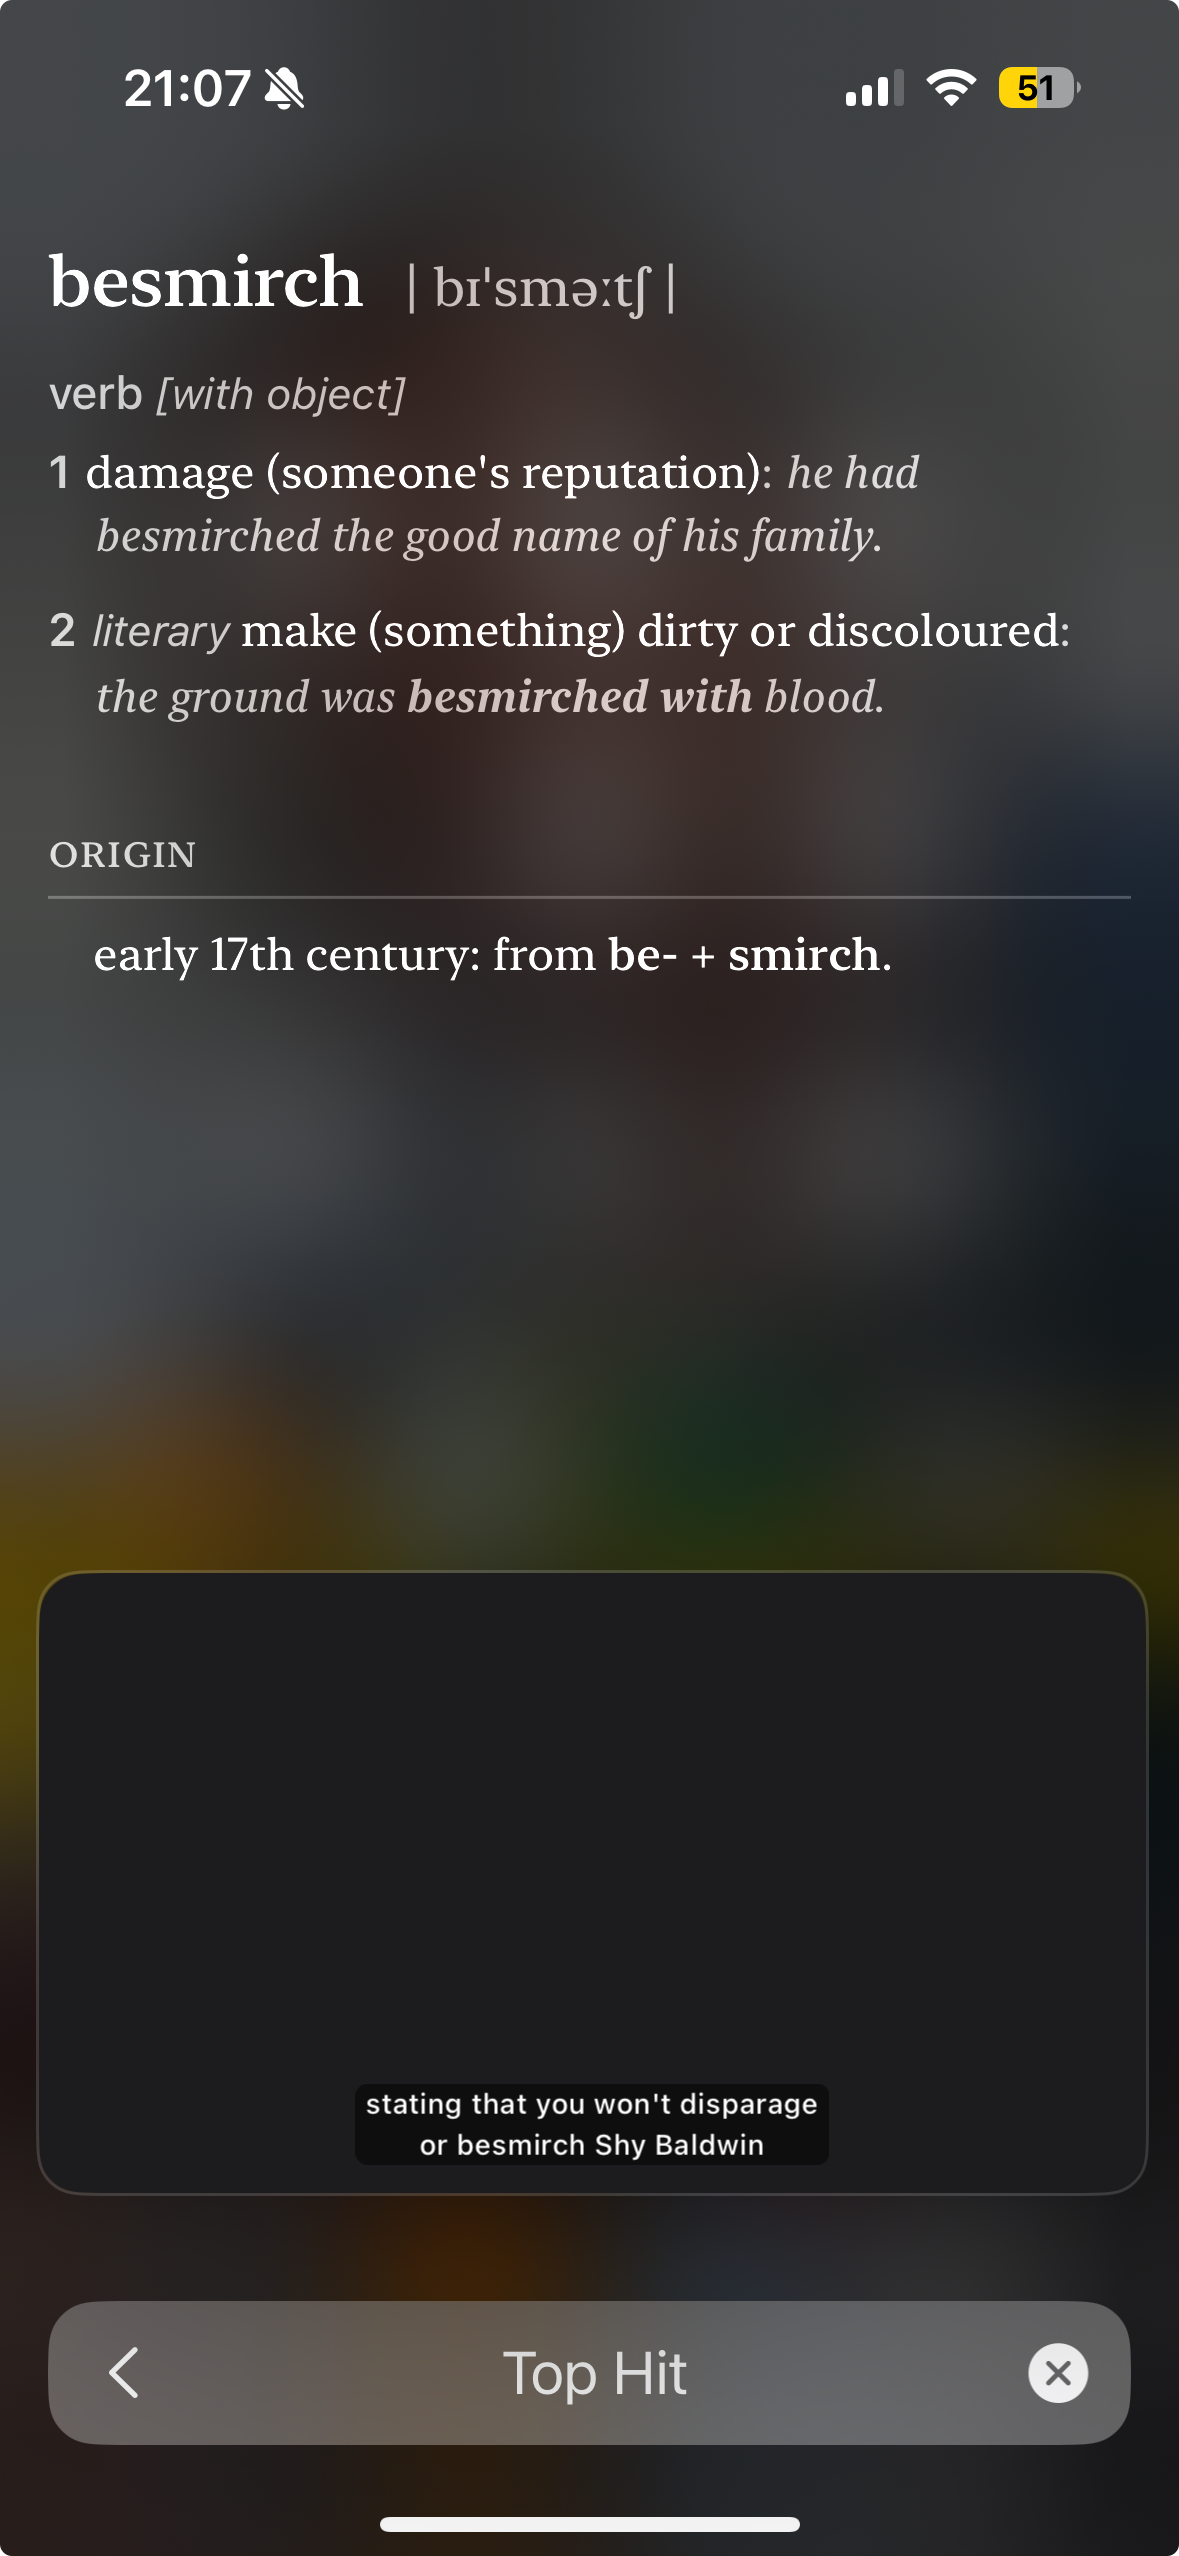 21:07
51
besmirch | bɪˈsməːtʃ |
verb [with object]
1 damage (someone's reputation): he had
besmirched the good name of his family.
2 literary make (something) dirty or discoloured:
the ground was besmirched with blood.
ORIGIN
early 17th century: from be- + smirch.
stating that you won't disparage
or besmirch Shy Baldwin
Top Hit